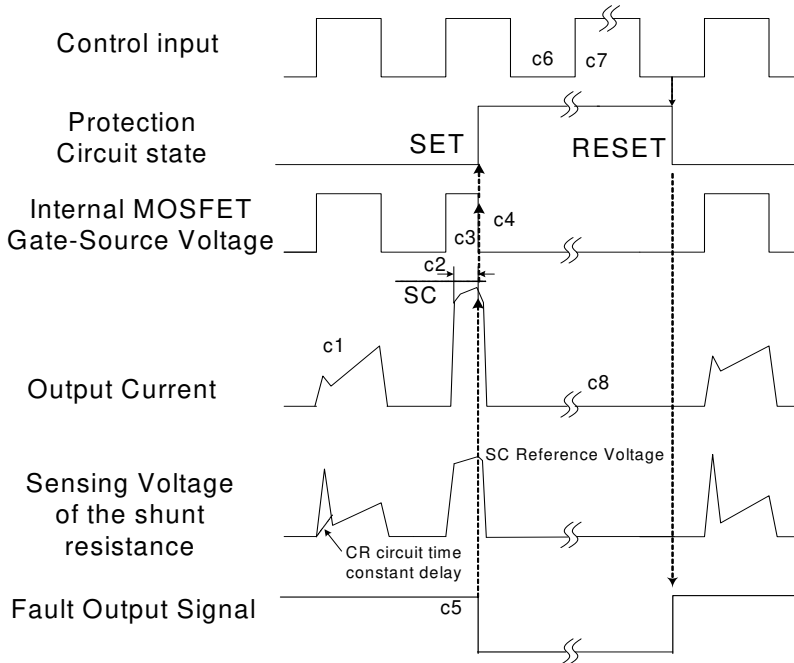 Control input
c6
c7
Protection
Circuit state
SET
RESET
Internal MOSFET
Gate-Source Voltage
c4
c3
c2
SC
c1
Output Current
c8
SC Reference Voltage
Sensing Voltage
of the shunt
resistance
CR circuit time
constant delay
Fault Output Signal
c5